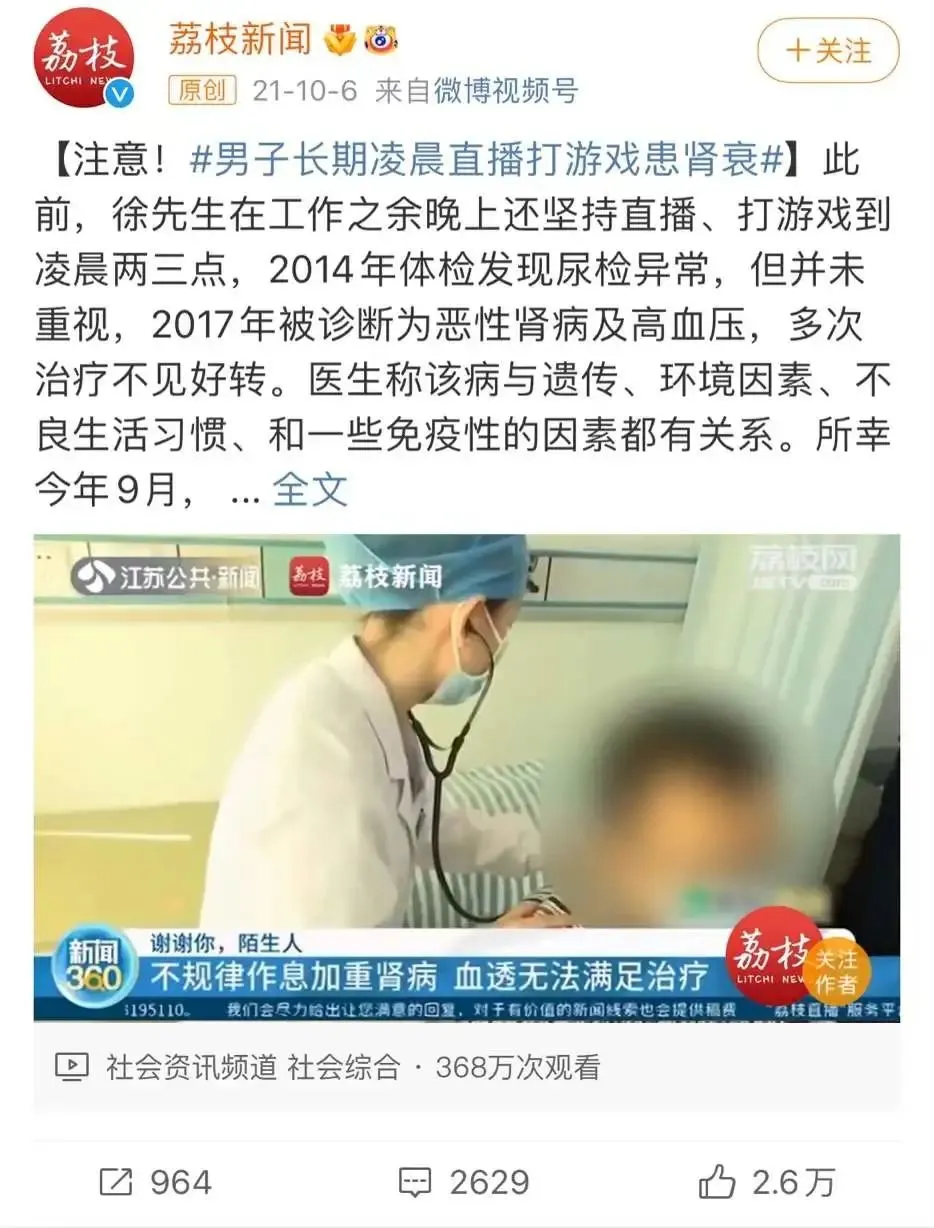 荔枝
LITCHI NEWS
荔枝新闻
+关注
原创 21-10-6 来自微博视频号
【注意！#男子长期凌晨直播打游戏患肾衰#】此
前，徐先生在工作之余晚上还坚持直播、打游戏到
凌晨两三点，2014年体检发现尿检异常，但并未
重视，2017年被诊断为恶性肾病及高血压，多次
治疗不见好转。医生称该病与遗传、环境因素、不
良生活习惯、和一些免疫性的因素都有关系。所幸
今年9月， ... 全文
江苏公共·新闻 荔枝 荔枝新闻 荔枝网
新闻360
谢谢你，陌生人
不规律作息加重肾病 血透无法满足治疗
荔枝
LITCHI NEW
关注
作者
195110。 我们会尽力给出让您满意的回复，对于有价值的新闻线索也会提供稿费 荔枝直播 服务平
社会资讯频道 社会综合 · 368万次观看
964 2629 2.6万